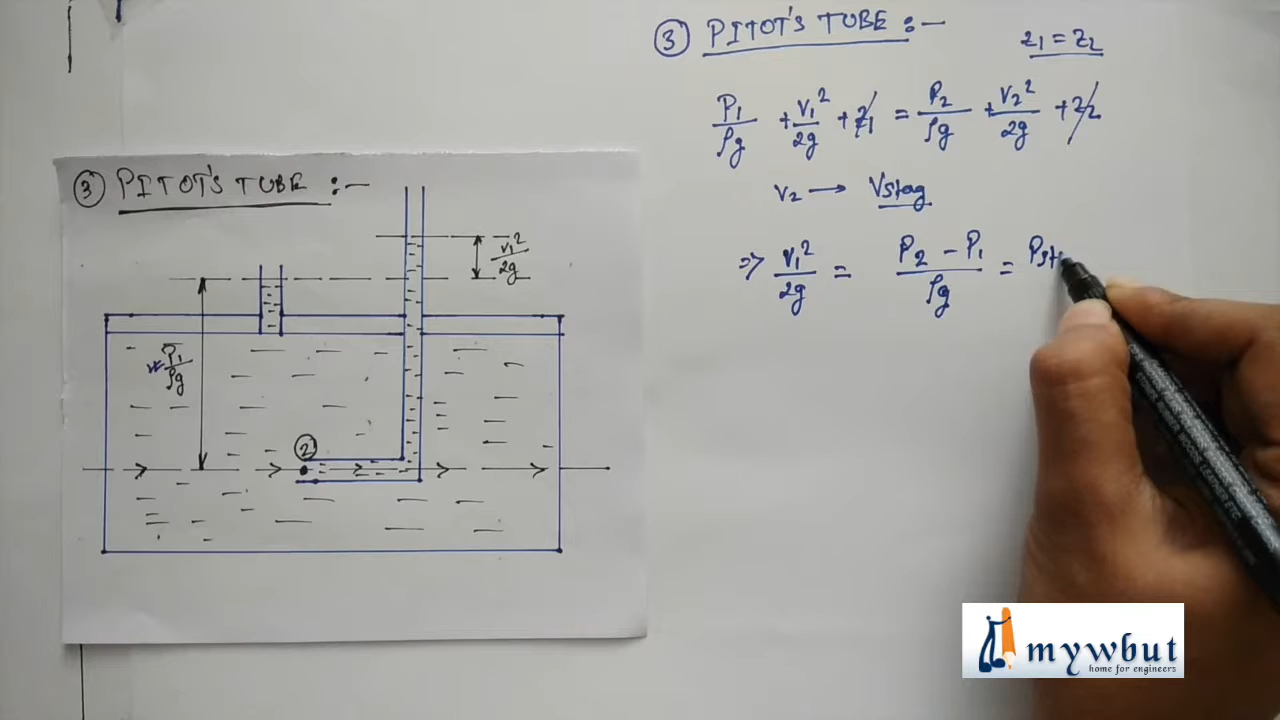 ③ PITOT'S TUBE :-
z₁ = z₂
P₁/ρg + v₁²/2g + z₁ = P₂/ρg + v₂²/2g + z₂
v₂ → Vstag
⇒ v₁²/2g = P₂ - P₁/ρg = Pst
③ PITOT'S TUBE :-
v₁²/2g
P₁/ρg
②
mywbut
home for engineers